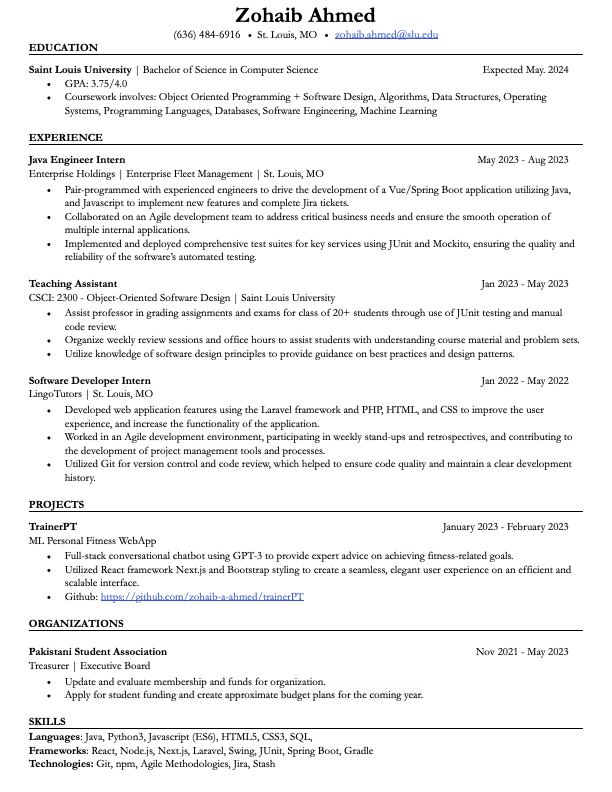 Zohaib Ahmed
(636) 484-6916 • St. Louis, MO • zohaib.ahmed@slu.edu
EDUCATION
Saint Louis University | Bachelor of Science in Computer Science Expected May. 2024
• GPA: 3.75/4.0
• Coursework involves: Object Oriented Programming + Software Design, Algorithms, Data Structures, Operating
Systems, Programming Languages, Databases, Software Engineering, Machine Learning
EXPERIENCE
Java Engineer Intern May 2023 - Aug 2023
Enterprise Holdings | Enterprise Fleet Management | St. Louis, MO
• Pair-programmed with experienced engineers to drive the development of a Vue/Spring Boot application utilizing Java,
and Javascript to implement new features and complete Jira tickets.
• Collaborated on an Agile development team to address critical business needs and ensure the smooth operation of
multiple internal applications.
• Implemented and deployed comprehensive test suites for key services using JUnit and Mockito, ensuring the quality and
reliability of the software's automated testing.
Teaching Assistant Jan 2023 - May 2023
CSCI: 2300 - Object-Oriented Software Design | Saint Louis University
• Assist professor in grading assignments and exams for class of 20+ students through use of JUnit testing and manual
code review.
• Organize weekly review sessions and office hours to assist students with understanding course material and problem sets.
• Utilize knowledge of software design principles to provide guidance on best practices and design patterns.
Software Developer Intern Jan 2022 - May 2022
LingoTutors | St. Louis, MO
• Developed web application features using the Laravel framework and PHP, HTML, and CSS to improve the user
experience, and increase the functionality of the application.
• Worked in an Agile development environment, participating in weekly stand-ups and retrospectives, and contributing to
the development of project management tools and processes.
• Utilized Git for version control and code review, which helped to ensure code quality and maintain a clear development
history.
PROJECTS
TrainerPT January 2023 - February 2023
ML Personal Fitness WebApp
• Full-stack conversational chatbot using GPT-3 to provide expert advice on achieving fitness-related goals.
• Utilized React framework Next.js and Bootstrap styling to create a seamless, elegant user experience on an efficient and
scalable interface.
• Github: https://github.com/zohaib-a-ahmed/trainerPT
ORGANIZATIONS
Pakistani Student Association Nov 2021 - May 2023
Treasurer | Executive Board
• Update and evaluate membership and funds for organization.
• Apply for student funding and create approximate budget plans for the coming year.
SKILLS
Languages: Java, Python3, Javascript (ES6), HTML5, CSS3, SQL,
Frameworks: React, Node.js, Next.js, Laravel, Swing, JUnit, Spring Boot, Gradle
Technologies: Git, npm, Agile Methodologies, Jira, Stash